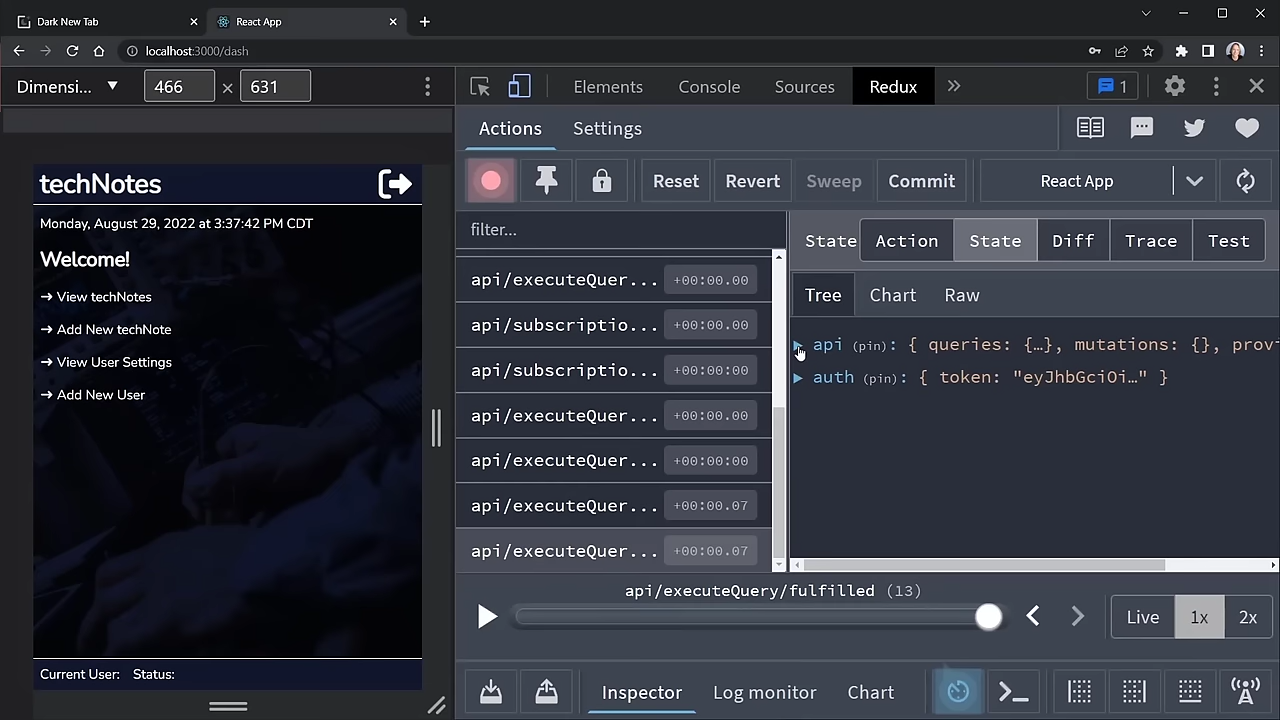 Dark New Tab
React App
localhost:3000/dash
Dimensi... 466 × 631
Elements Console Sources Redux 1
Actions Settings
Reset Revert Sweep Commit React App
filter...
State Action State Diff Trace Test
Tree Chart Raw
api/executeQuer... +00:00.00
api/subscriptio... +00:00.00
api/subscriptio... +00:00:00
api/executeQuer... +00:00.00
api/executeQuer... +00:00:00
api/executeQuer... +00:00.07
api/executeQuer... +00:00.07
api (pin): { queries: {…}, mutations: {}, provi
auth (pin): { token: "eyJhbGciOi…" }
api/executeQuery/fulfilled (13)
Live 1x 2x
Inspector Log monitor Chart
techNotes
Monday, August 29, 2022 at 3:37:42 PM CDT
Welcome!
➜ View techNotes
➜ Add New techNote
➜ View User Settings
➜ Add New User
Current User: Status: